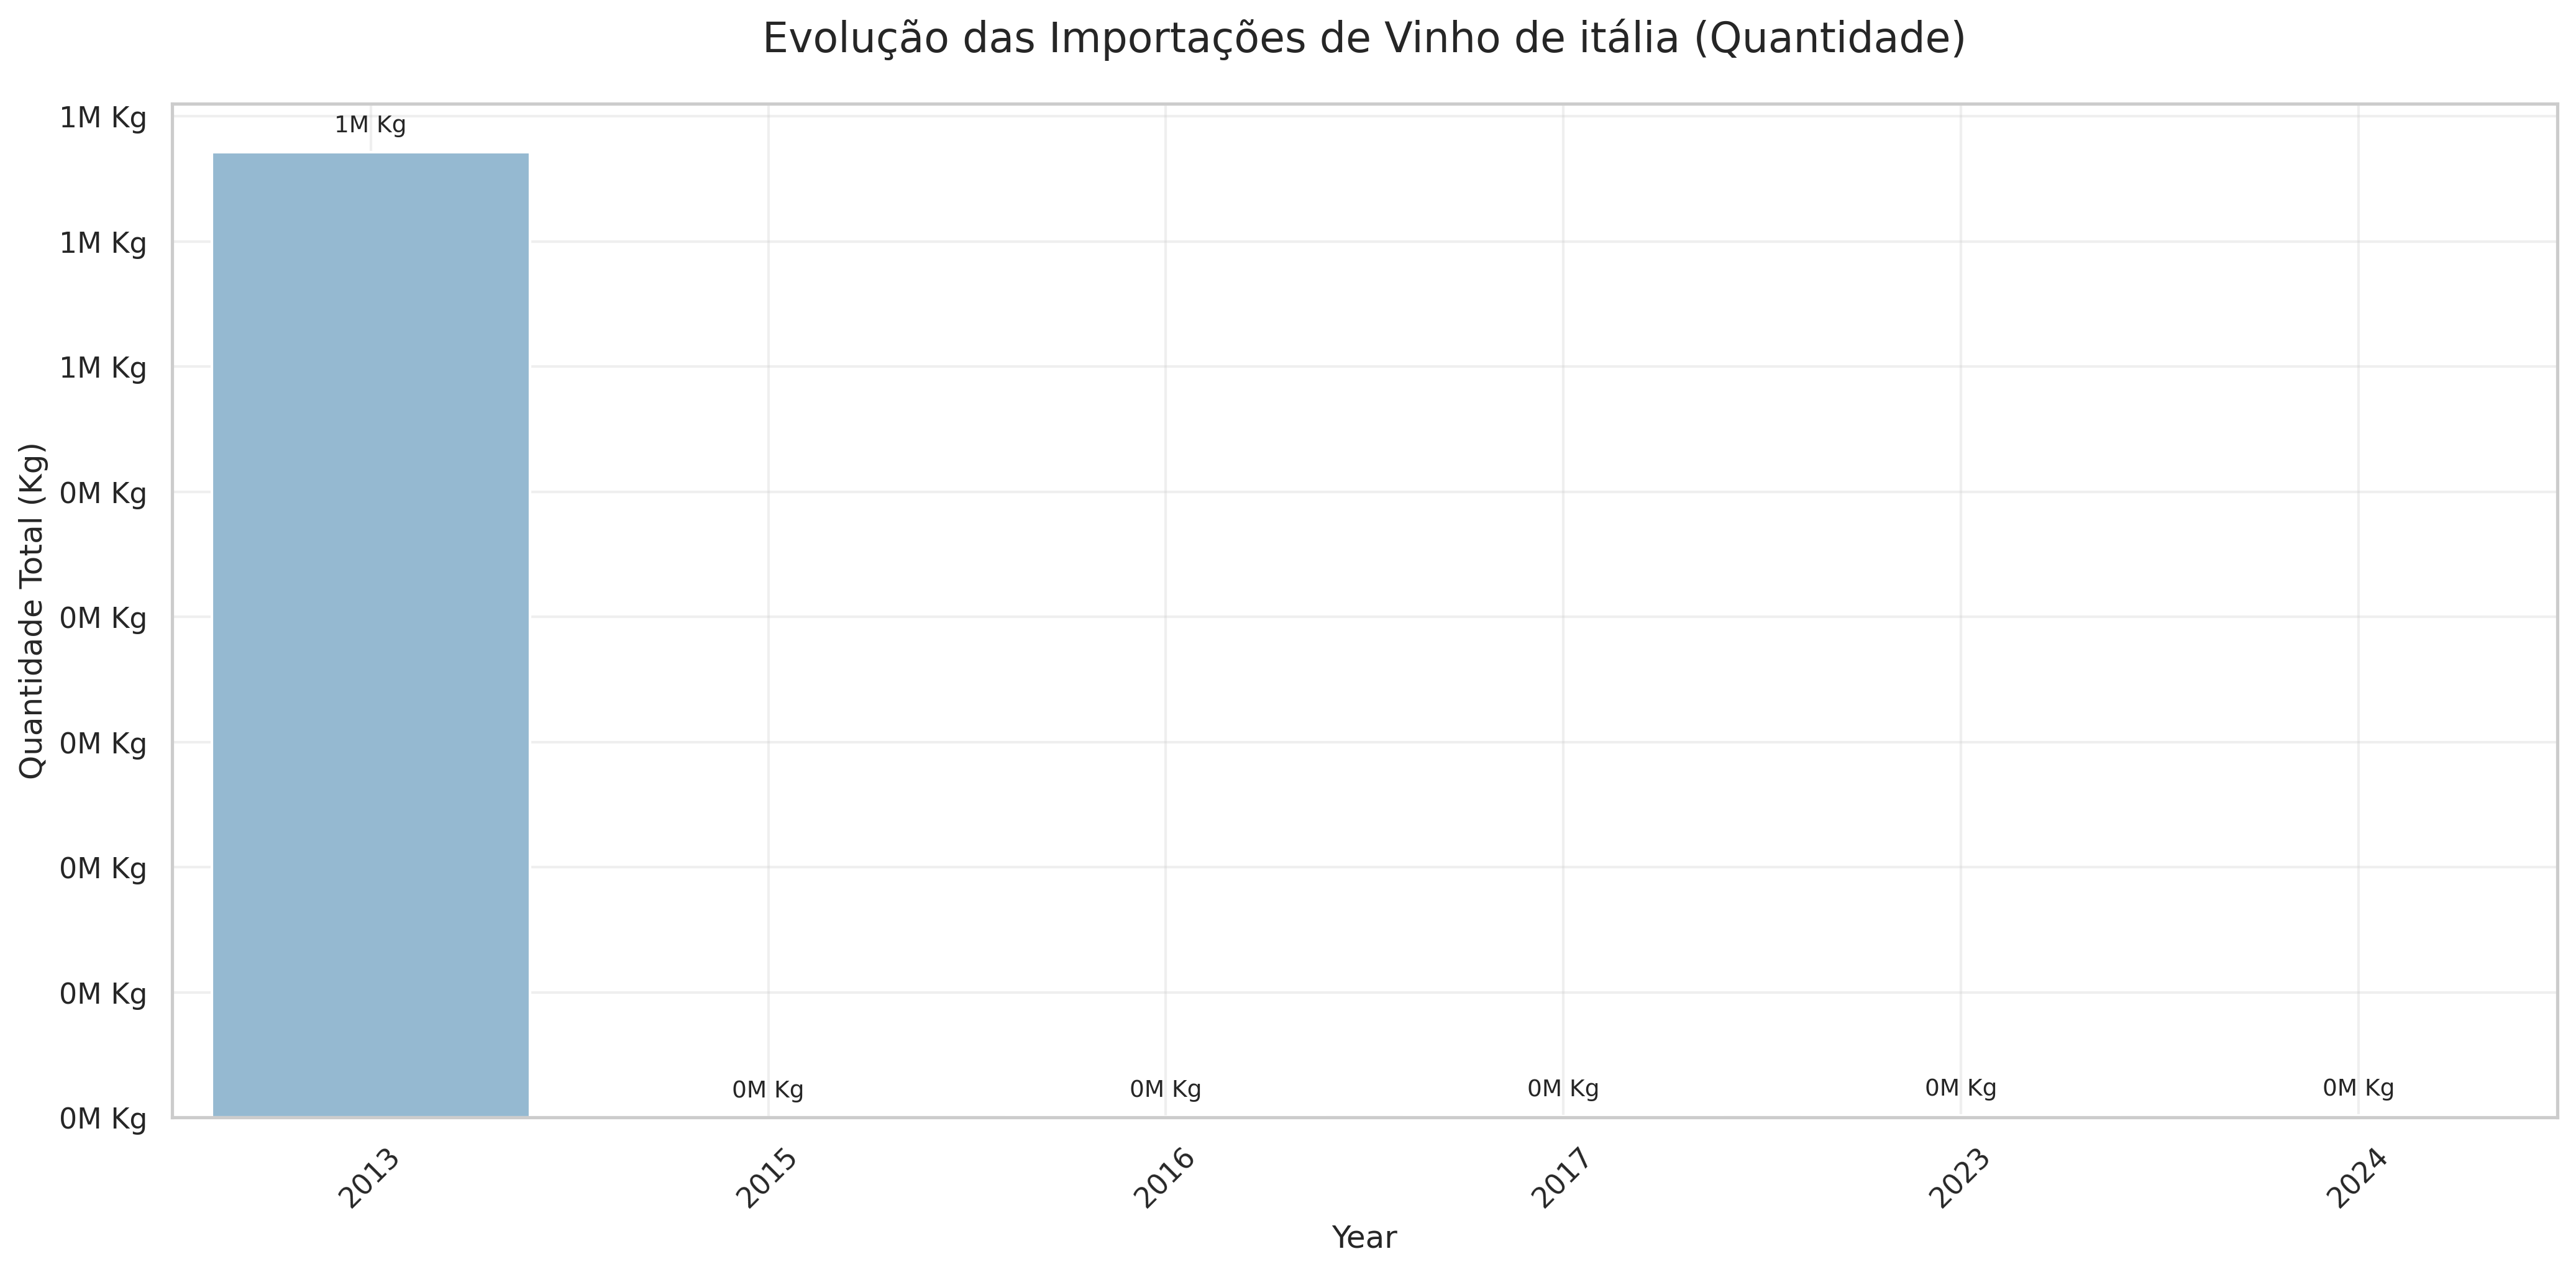 Evolução das Importações de Vinho de itália (Quantidade)
Quantidade Total (Kg)
1M Kg
1M Kg
1M Kg
0M Kg
0M Kg
0M Kg
0M Kg
0M Kg
0M Kg
1M Kg
0M Kg
0M Kg
0M Kg
0M Kg
0M Kg
2013
2015
2016
2017
2023
2024
Year